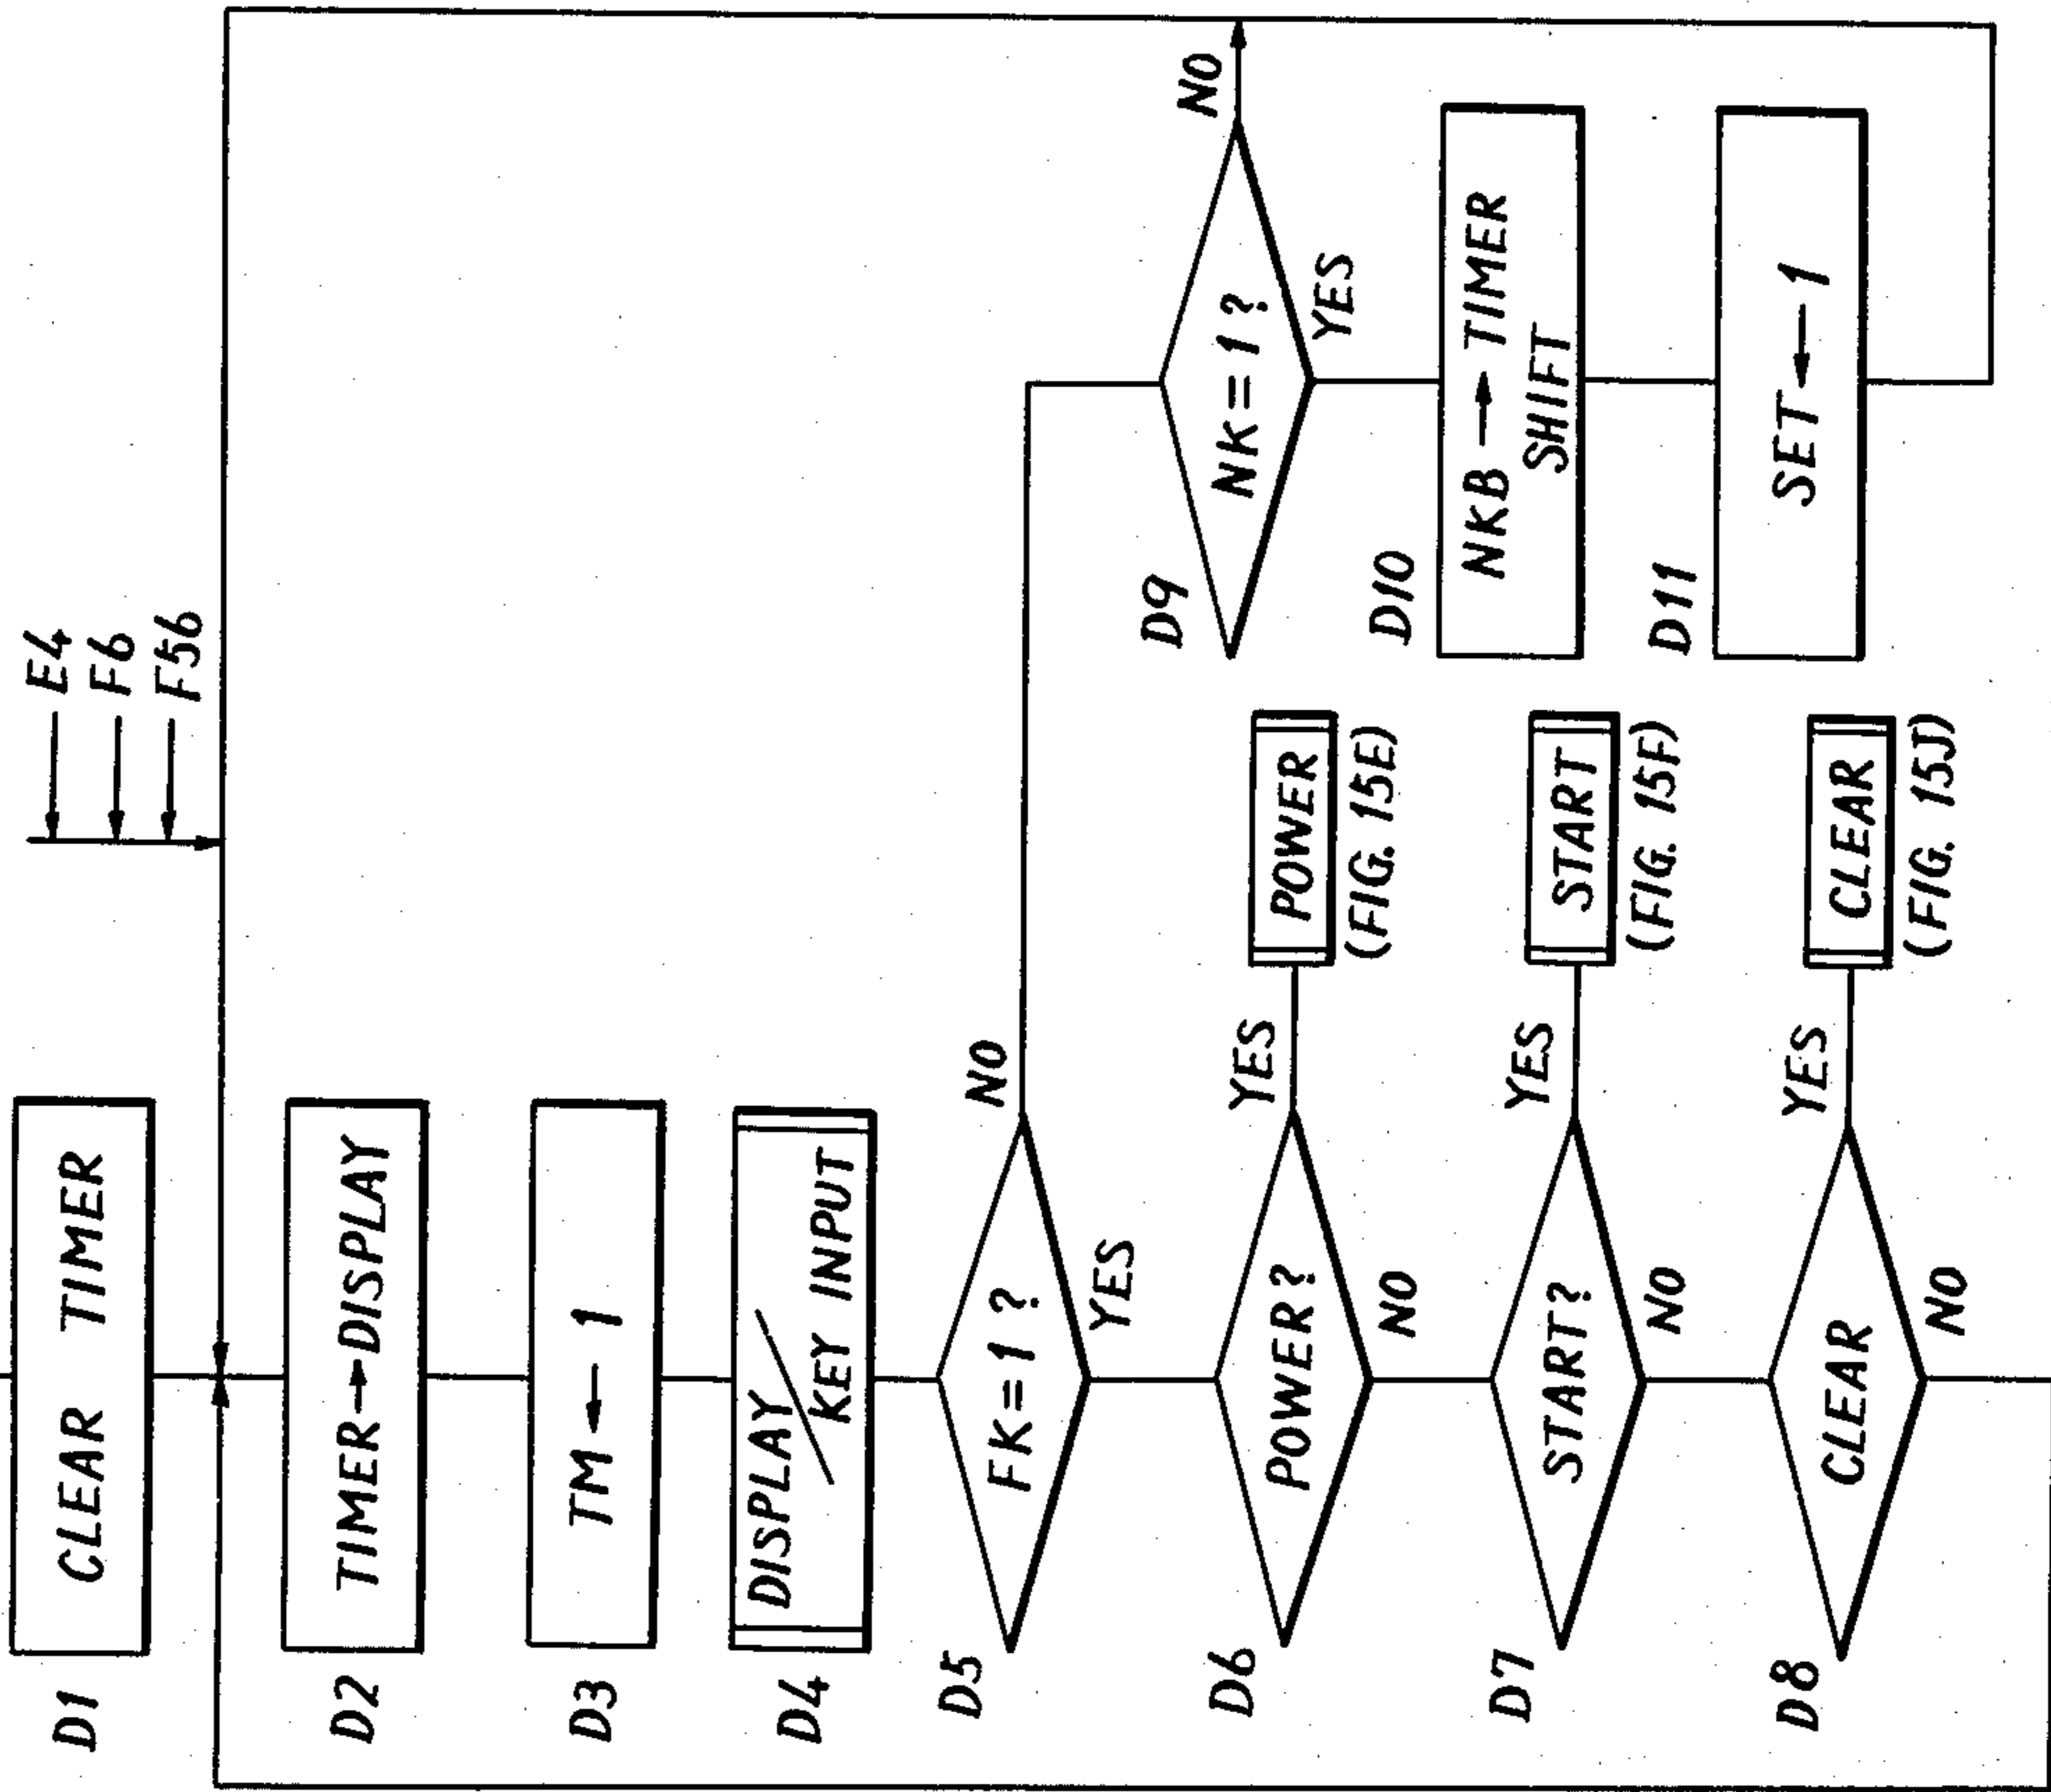 D1
CLEAR TIMER
E4
F6
F56
D2
TIMER→DISPLAY
D3
TM ← 1
D4
DISPLAY
KEY INPUT
D5
FK=1?
NO
YES
D6
POWER?
YES
POWER
(FIG. 15E)
NO
D7
START?
YES
START
(FIG. 15F)
NO
D8
CLEAR
YES
CLEAR
(FIG. 15J)
NO
D9
NK=1?
NO
YES
D10
NKB → TIMER
SHIFT
D11
SET ← 1